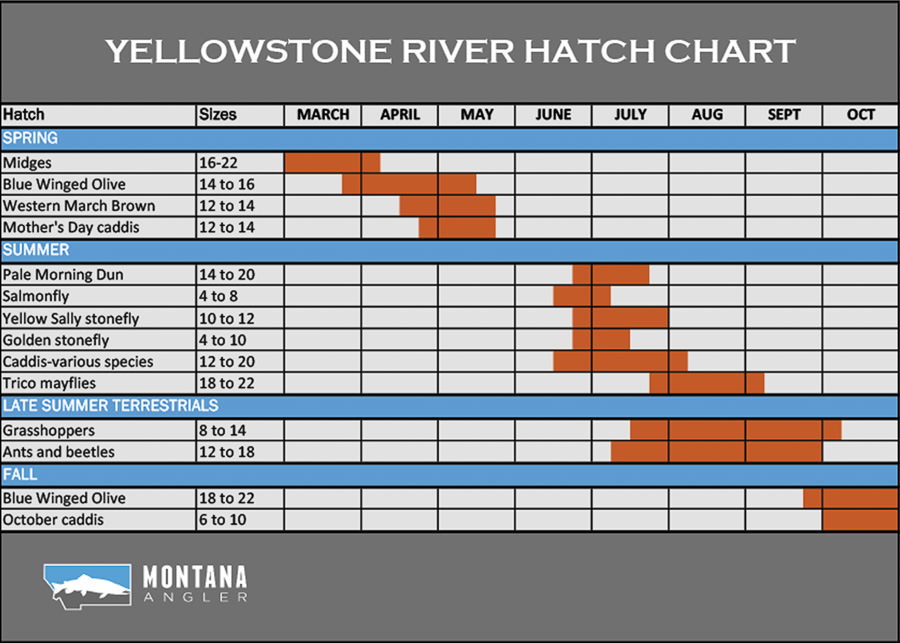 YELLOWSTONE RIVER HATCH CHART
Hatch Sizes MARCH APRIL MAY JUNE JULY AUG SEPT OCT
SPRING
Midges 16-22
Blue Winged Olive 14 to 16
Western March Brown 12 to 14
Mother's Day caddis 12 to 14
SUMMER
Pale Morning Dun 14 to 20
Salmonfly 4 to 8
Yellow Sally stonefly 10 to 12
Golden stonefly 4 to 10
Caddis-various species 12 to 20
Trico mayflies 18 to 22
LATE SUMMER TERRESTRIALS
Grasshoppers 8 to 14
Ants and beetles 12 to 18
FALL
Blue Winged Olive 18 to 22
October caddis 6 to 10
MONTANA
ANGLER